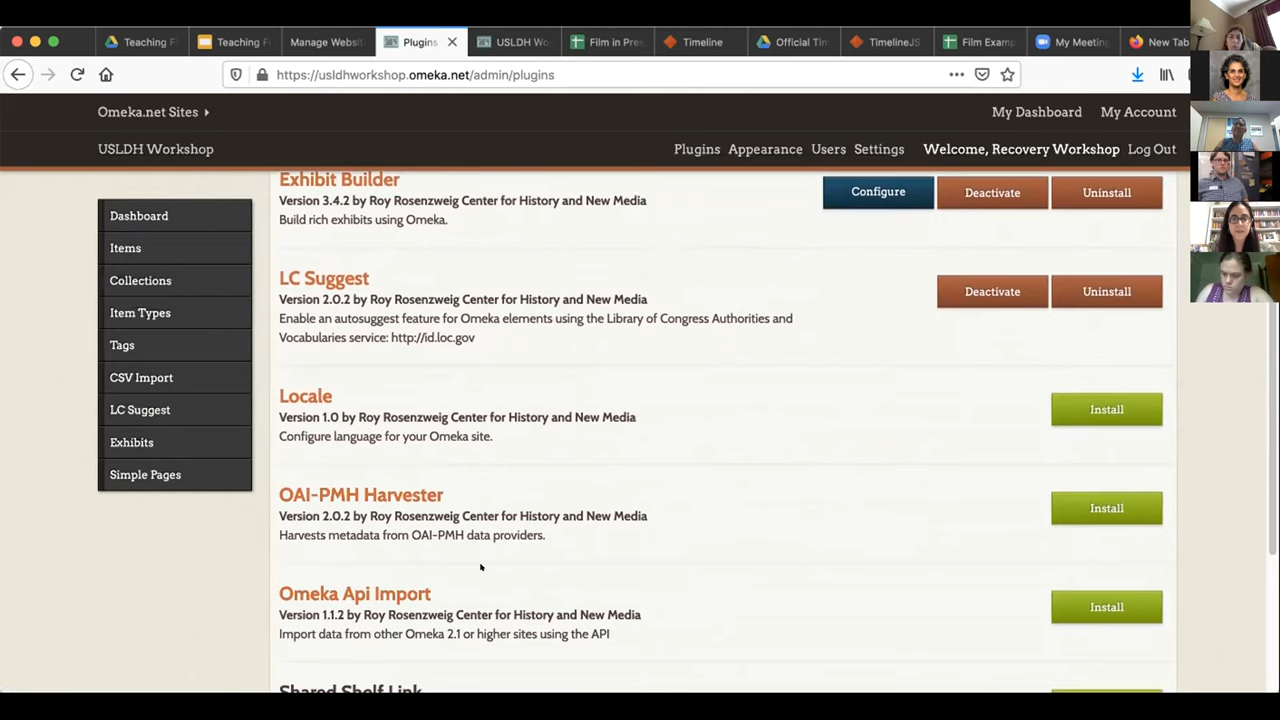 Teaching F
Teaching F
Manage Websit
Plugins
USLDH Wo
Film in Pres
Timeline
Official Tim
TimelineJS
Film Examp
My Meeting
New Tab
https://usldhworkshop.omeka.net/admin/plugins
Omeka.net Sites
My Dashboard My Account
USLDH Workshop
Plugins Appearance Users Settings Welcome, Recovery Workshop Log Out
Dashboard
Items
Collections
Item Types
Tags
CSV Import
LC Suggest
Exhibits
Simple Pages
Exhibit Builder
Version 3.4.2 by Roy Rosenzweig Center for History and New Media
Build rich exhibits using Omeka.
Configure Deactivate Uninstall
LC Suggest
Version 2.0.2 by Roy Rosenzweig Center for History and New Media
Enable an autosuggest feature for Omeka elements using the Library of Congress Authorities and
Vocabularies service: http://id.loc.gov
Deactivate Uninstall
Locale
Version 1.0 by Roy Rosenzweig Center for History and New Media
Configure language for your Omeka site.
Install
OAI-PMH Harvester
Version 2.0.2 by Roy Rosenzweig Center for History and New Media
Harvests metadata from OAI-PMH data providers.
Install
Omeka Api Import
Version 1.1.2 by Roy Rosenzweig Center for History and New Media
Import data from other Omeka 2.1 or higher sites using the API
Install
Shared Shelf Link